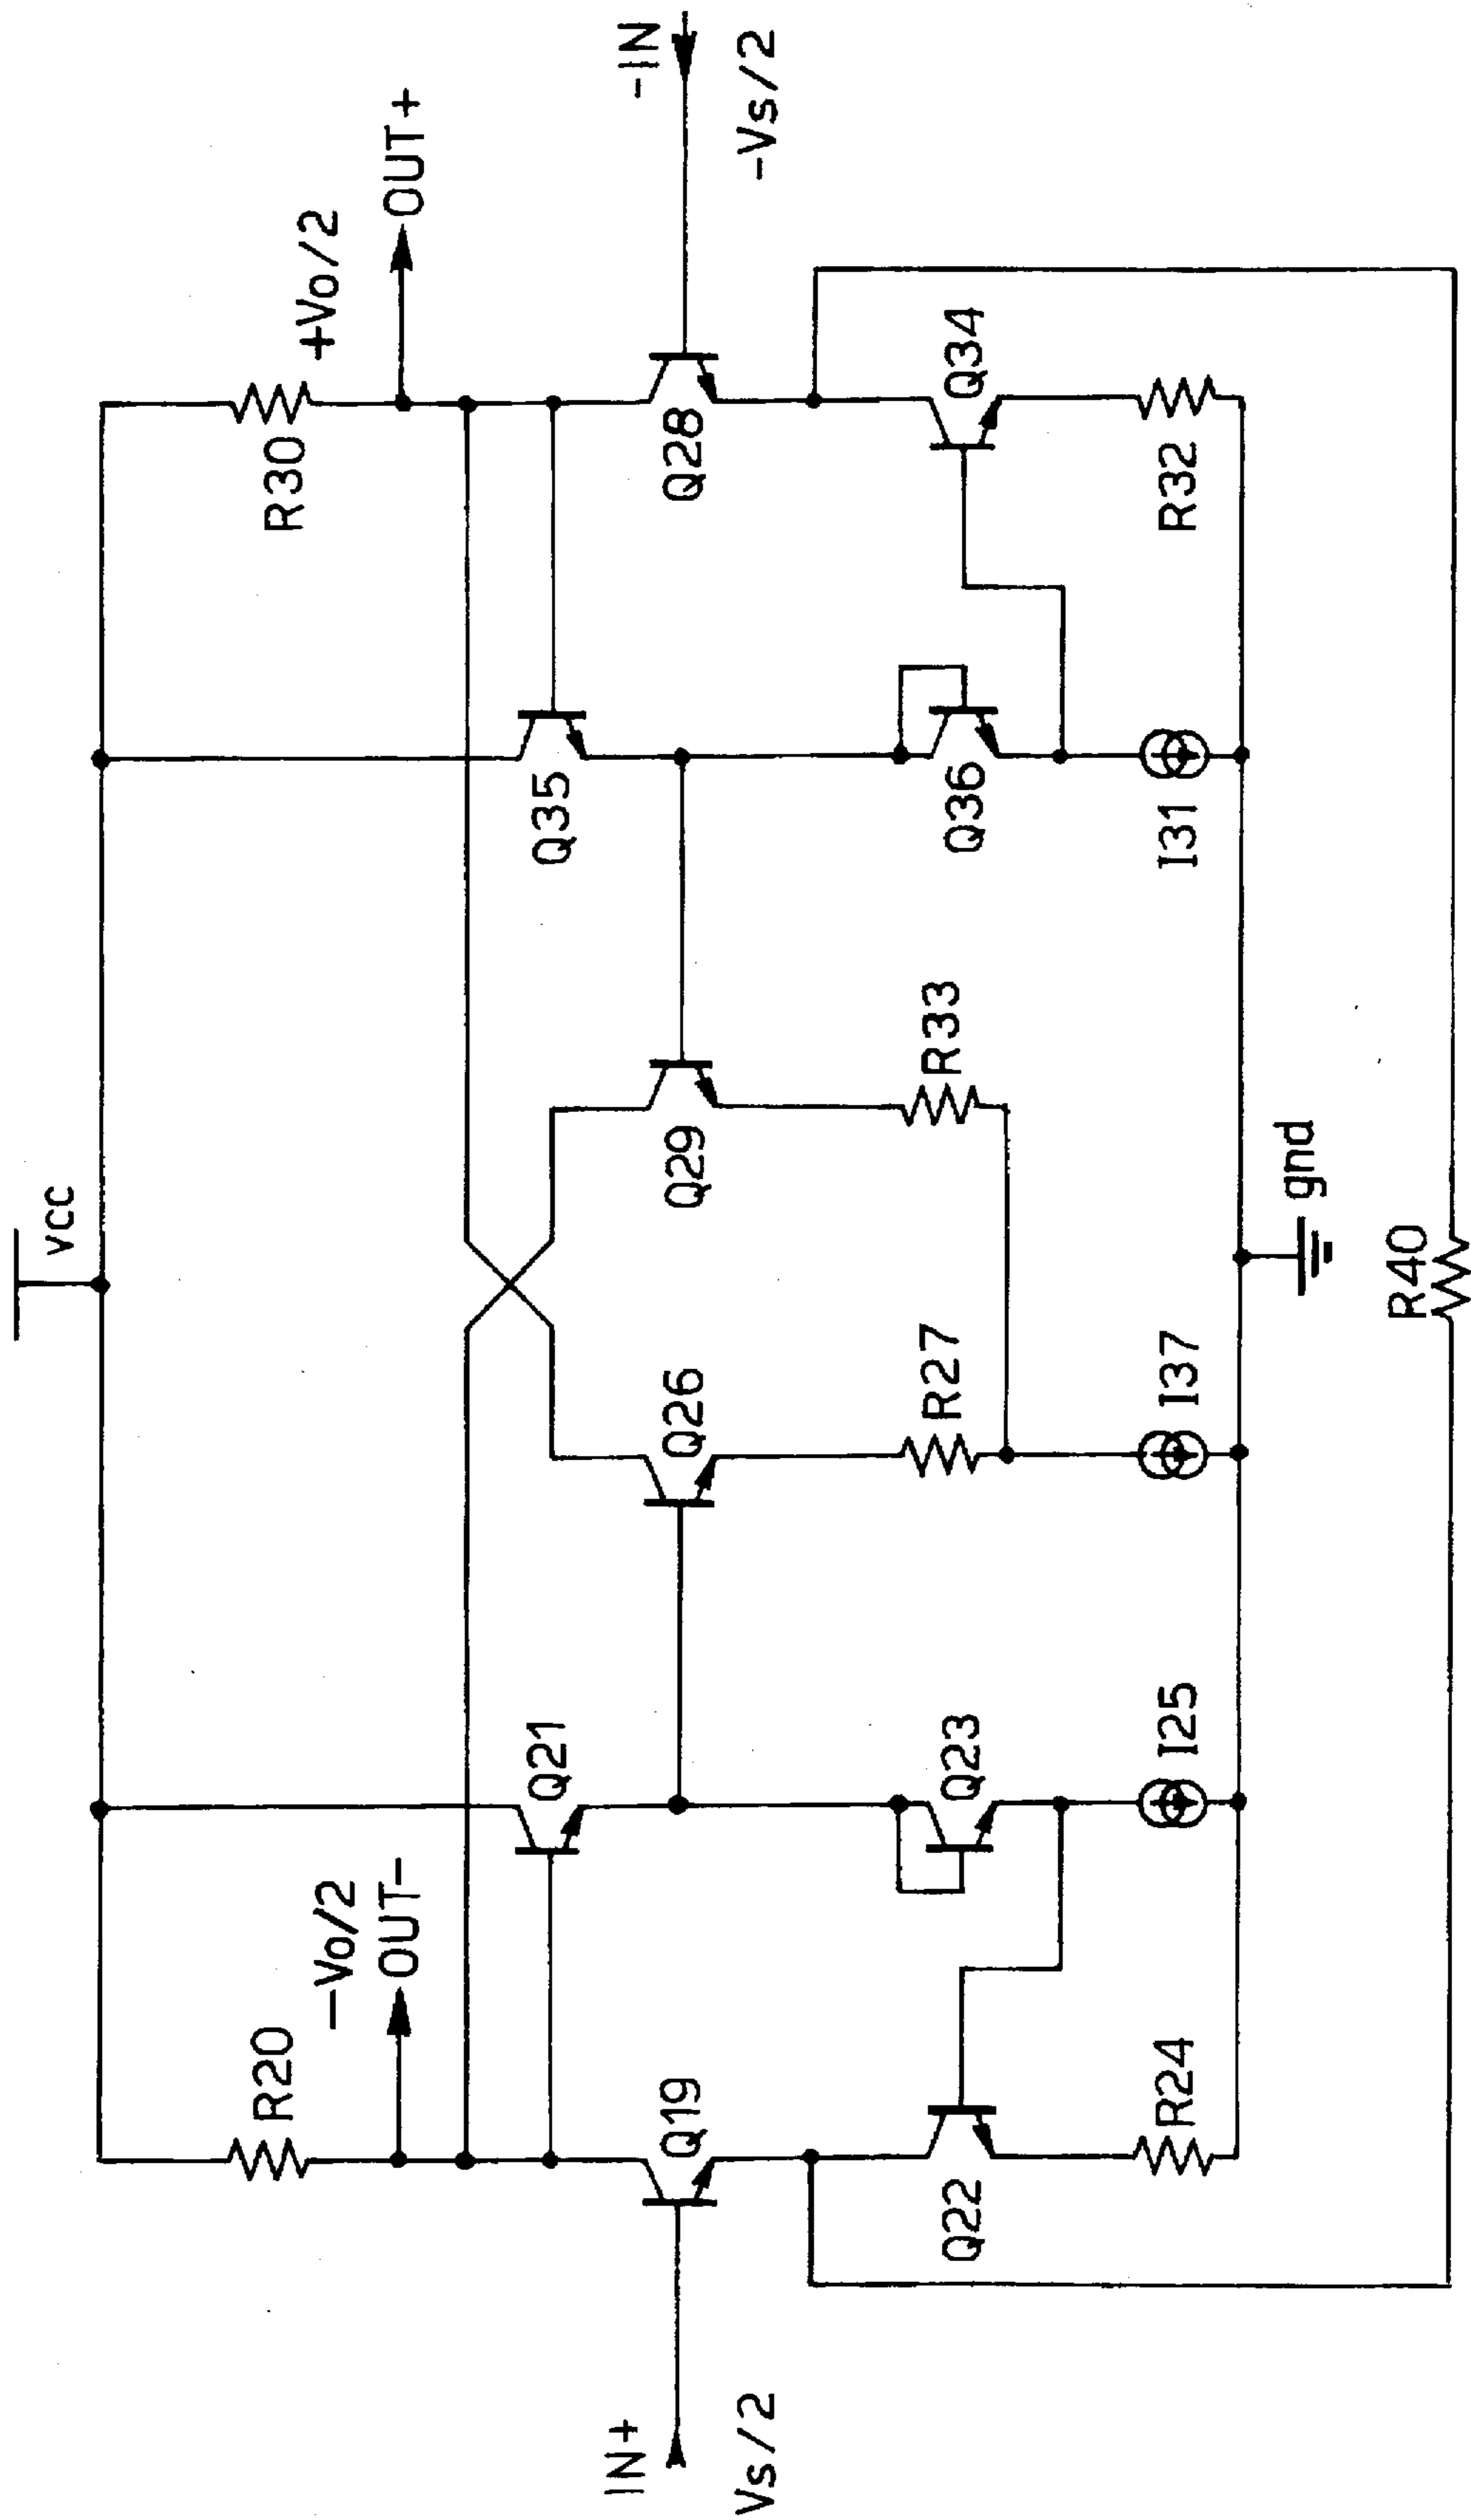 vcc
R20
-Vo/2
OUT-
R30
+Vo/2
OUT+
Q21
Q35
IN+
Vs/2
Q19
Q26
Q29
Q28
-IN
-Vs/2
Q22
Q23
R27
R33
Q36
Q34
R24
I25
I37
I31
R32
gnd
R40